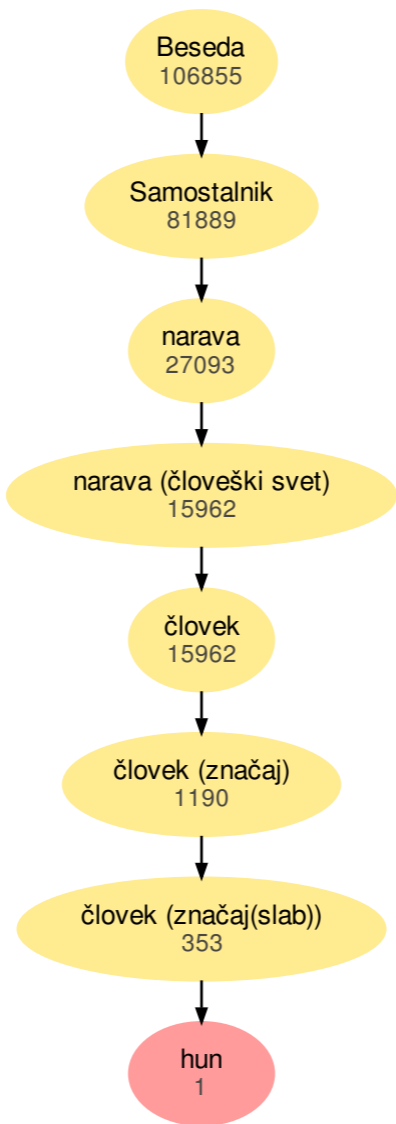 Beseda
106855
Samostalnik
81889
narava
27093
narava (človeški svet)
15962
človek
15962
človek (značaj)
1190
človek (značaj(slab))
353
hun
1